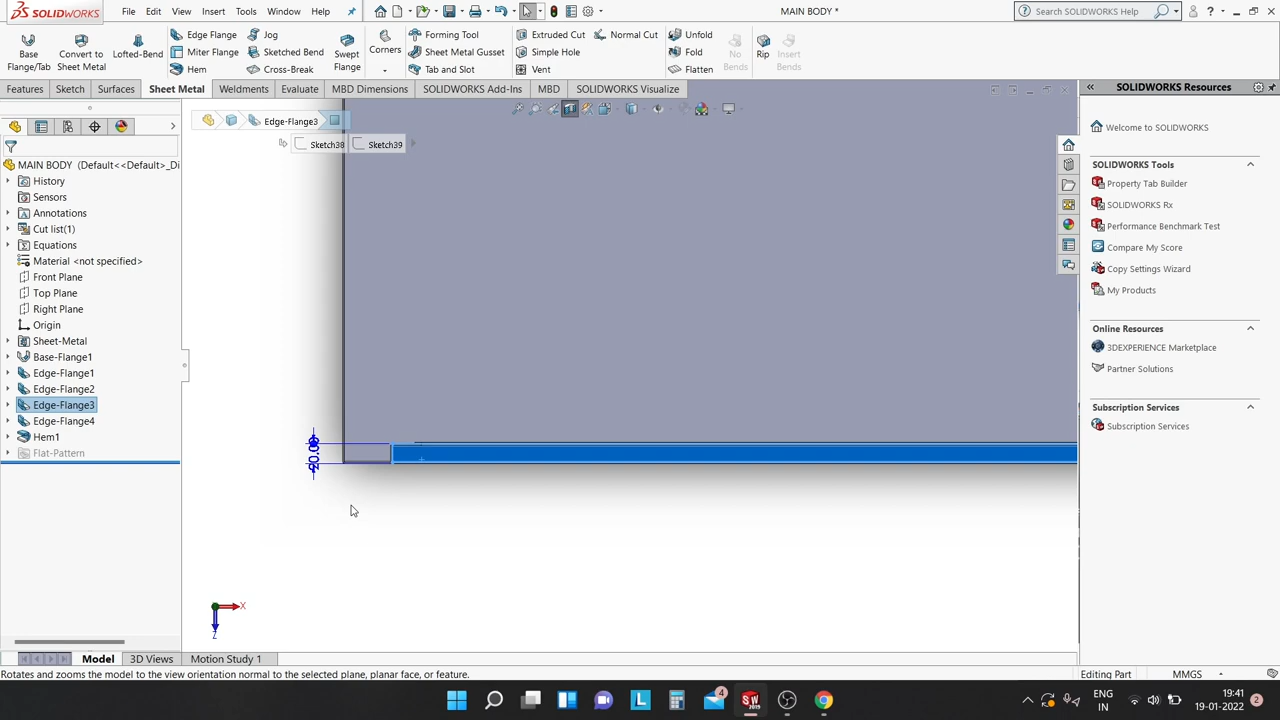 SOLIDWORKS
File Edit View Insert Tools Window Help
MAIN BODY *
Search SOLIDWORKS Help
Base Flange/Tab
Convert to Sheet Metal
Lofted-Bend
Edge Flange
Miter Flange
Hem
Jog
Sketched Bend
Cross-Break
Swept Flange
Corners
Forming Tool
Sheet Metal Gusset
Tab and Slot
Extruded Cut
Simple Hole
Vent
Normal Cut
Unfold
Fold
Flatten
No Bends
Rip
Insert Bends
Features Sketch Surfaces Sheet Metal Weldments Evaluate MBD Dimensions SOLIDWORKS Add-Ins MBD SOLIDWORKS Visualize
SOLIDWORKS Resources
Edge-Flange3
Sketch38 Sketch39
MAIN BODY (Default<<Default>_Di
History
Sensors
Annotations
Cut list(1)
Equations
Material <not specified>
Front Plane
Top Plane
Right Plane
Origin
Sheet-Metal
Base-Flange1
Edge-Flange1
Edge-Flange2
Edge-Flange3
Edge-Flange4
Hem1
Flat-Pattern
X
Z
Welcome to SOLIDWORKS
SOLIDWORKS Tools
Property Tab Builder
SOLIDWORKS Rx
Performance Benchmark Test
Compare My Score
Copy Settings Wizard
My Products
Online Resources
3DEXPERIENCE Marketplace
Partner Solutions
Subscription Services
Subscription Services
Model 3D Views Motion Study 1
Rotates and zooms the model to the view orientation normal to the selected plane, planar face, or feature.
Editing Part
MMGS
4
ENG
IN
19:41
19-01-2022
2